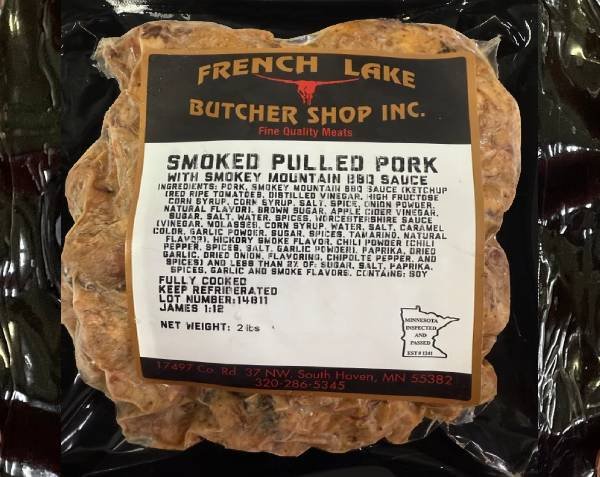 FRENCH LAKE
BUTCHER SHOP INC.
Fine Quality Meats
SMOKED PULLED PORK
WITH SMOKEY MOUNTAIN BBQ SAUCE
INGREDIENTS: PORK, SMOKEY MOUNTAIN BBQ SAUCE (KETCHUP
(RED RIPE TOMATOES, DISTILLED VINEGAR, HIGH FRUCTOSE
CORN SYRUP, CORN SYRUP, SALT, SPICE, ONION POWDER,
NATURAL FLAVOR), BROWN SUGAR, APPLE CIDER VINEGAR,
SUGAR, SALT, WATER, SPICES, WORCESTERSHIRE SAUCE
(VINEGAR, MOLASSES, CORN SYRUP, WATER, SALT, CARAMEL
COLOR, GARLIC POWDER, SUGAR, SPICES, TAMARIND, NATURAL
FLAVOR), HICKORY SMOKE FLAVOR, CHILI POWDER (CHILI
PEPPER, SPICES, SALT, GARLIC POWDER), PAPRIKA, DRIED
GARLIC, DRIED ONION, FLAVORING, CHIPOLTE PEPPER, AND
SPICES) AND LESS THAN 2% OF: SUGAR, SALT, PAPRIKA,
SPICES, GARLIC AND SMOKE FLAVORS. CONTAINS: SOY
FULLY COOKED
KEEP REFRIGERATED
LOT NUMBER:14811
JAMES 1:12
NET WEIGHT: 2 lbs
MINNESOTA
INSPECTED
AND
PASSED
17497 Co. Rd 37 NW, South Haven, MN 55382
320-286-5345